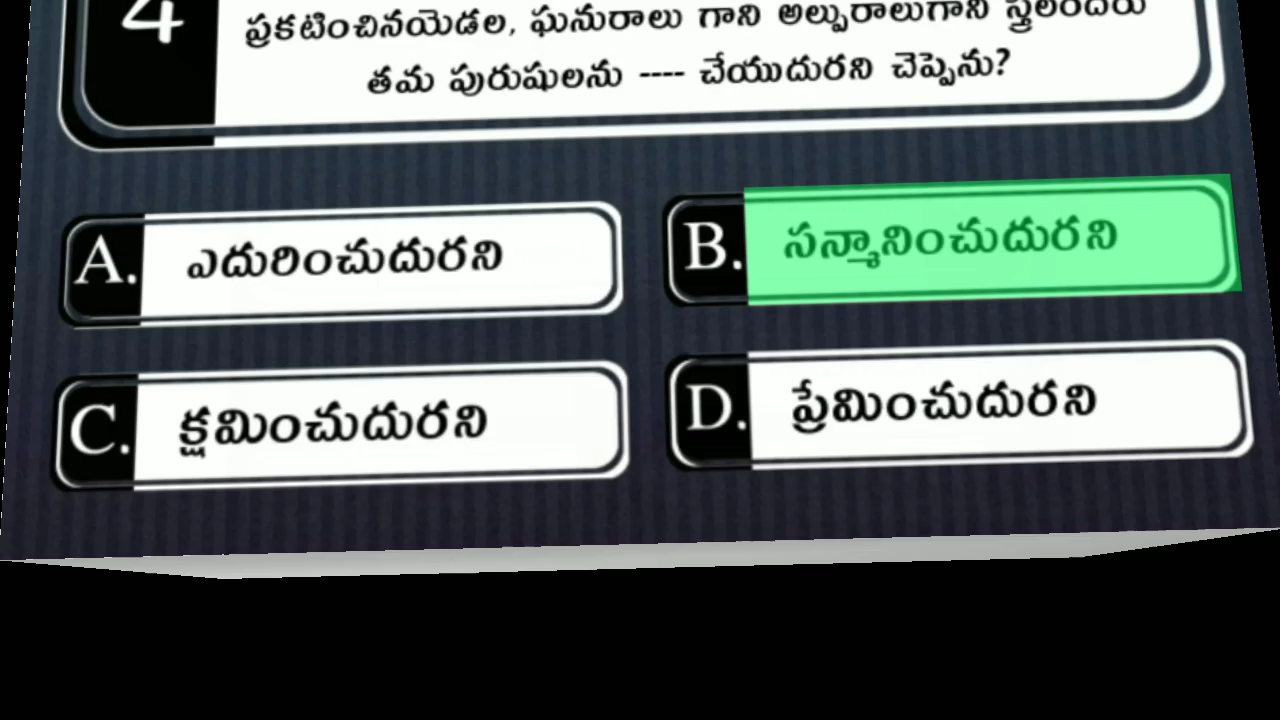 4
ప్రకటించినయెడల, ఘనురాలు గాని అల్పురాలుగాని స్త్రీలందరు
తమ పురుషులను ---- చేయుదురని చెప్పెను?
A. ఎదురించుదురని
B. సన్మానించుదురని
C. క్షమించుదురని
D. ప్రేమించుదురని